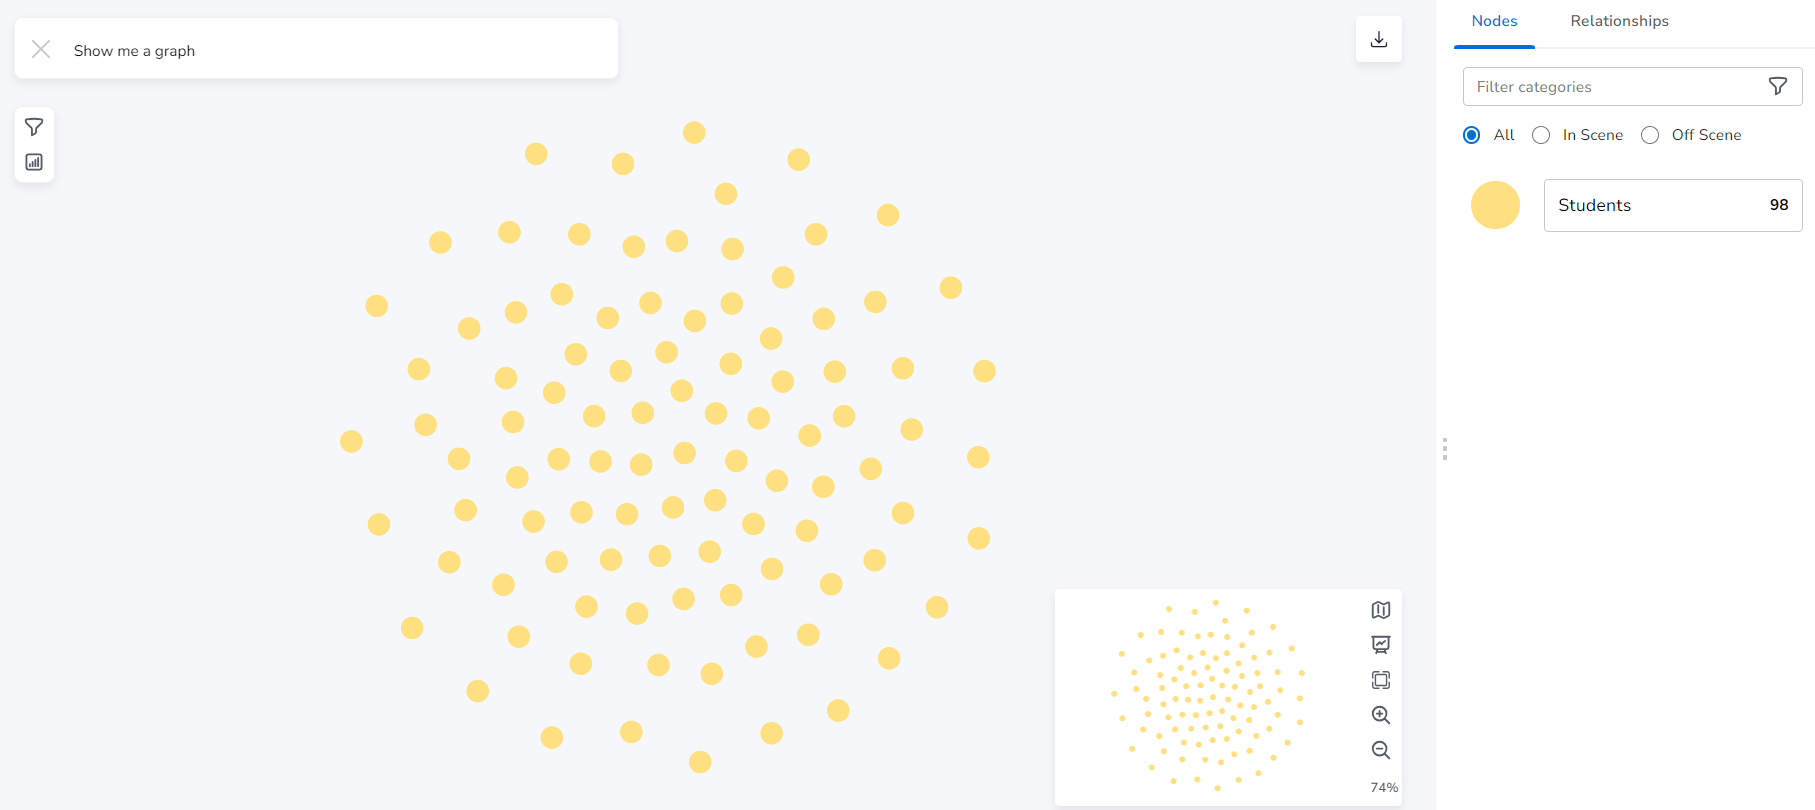 Show me a graph
Nodes
Relationships
Filter categories
All
In Scene
Off Scene
Students 98
74%